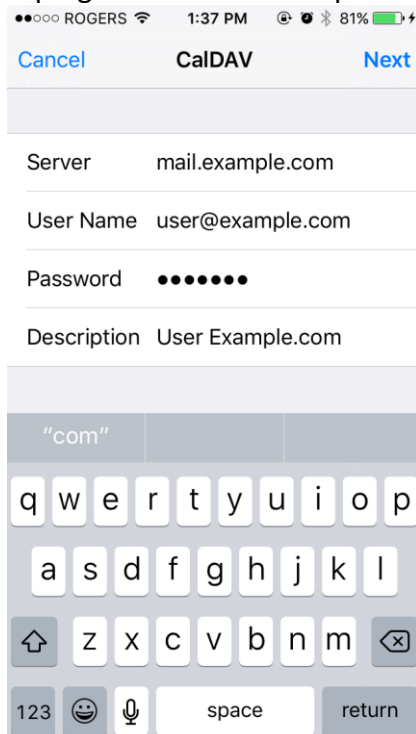 ●●○○○ ROGERS 1:37 PM 81%
Cancel CalDAV Next
Server mail.example.com
User Name user@example.com
Password ●●●●●●●
Description User Example.com
"com"
q w e r t y u i o p
a s d f g h j k l
z x c v b n m
123 space return